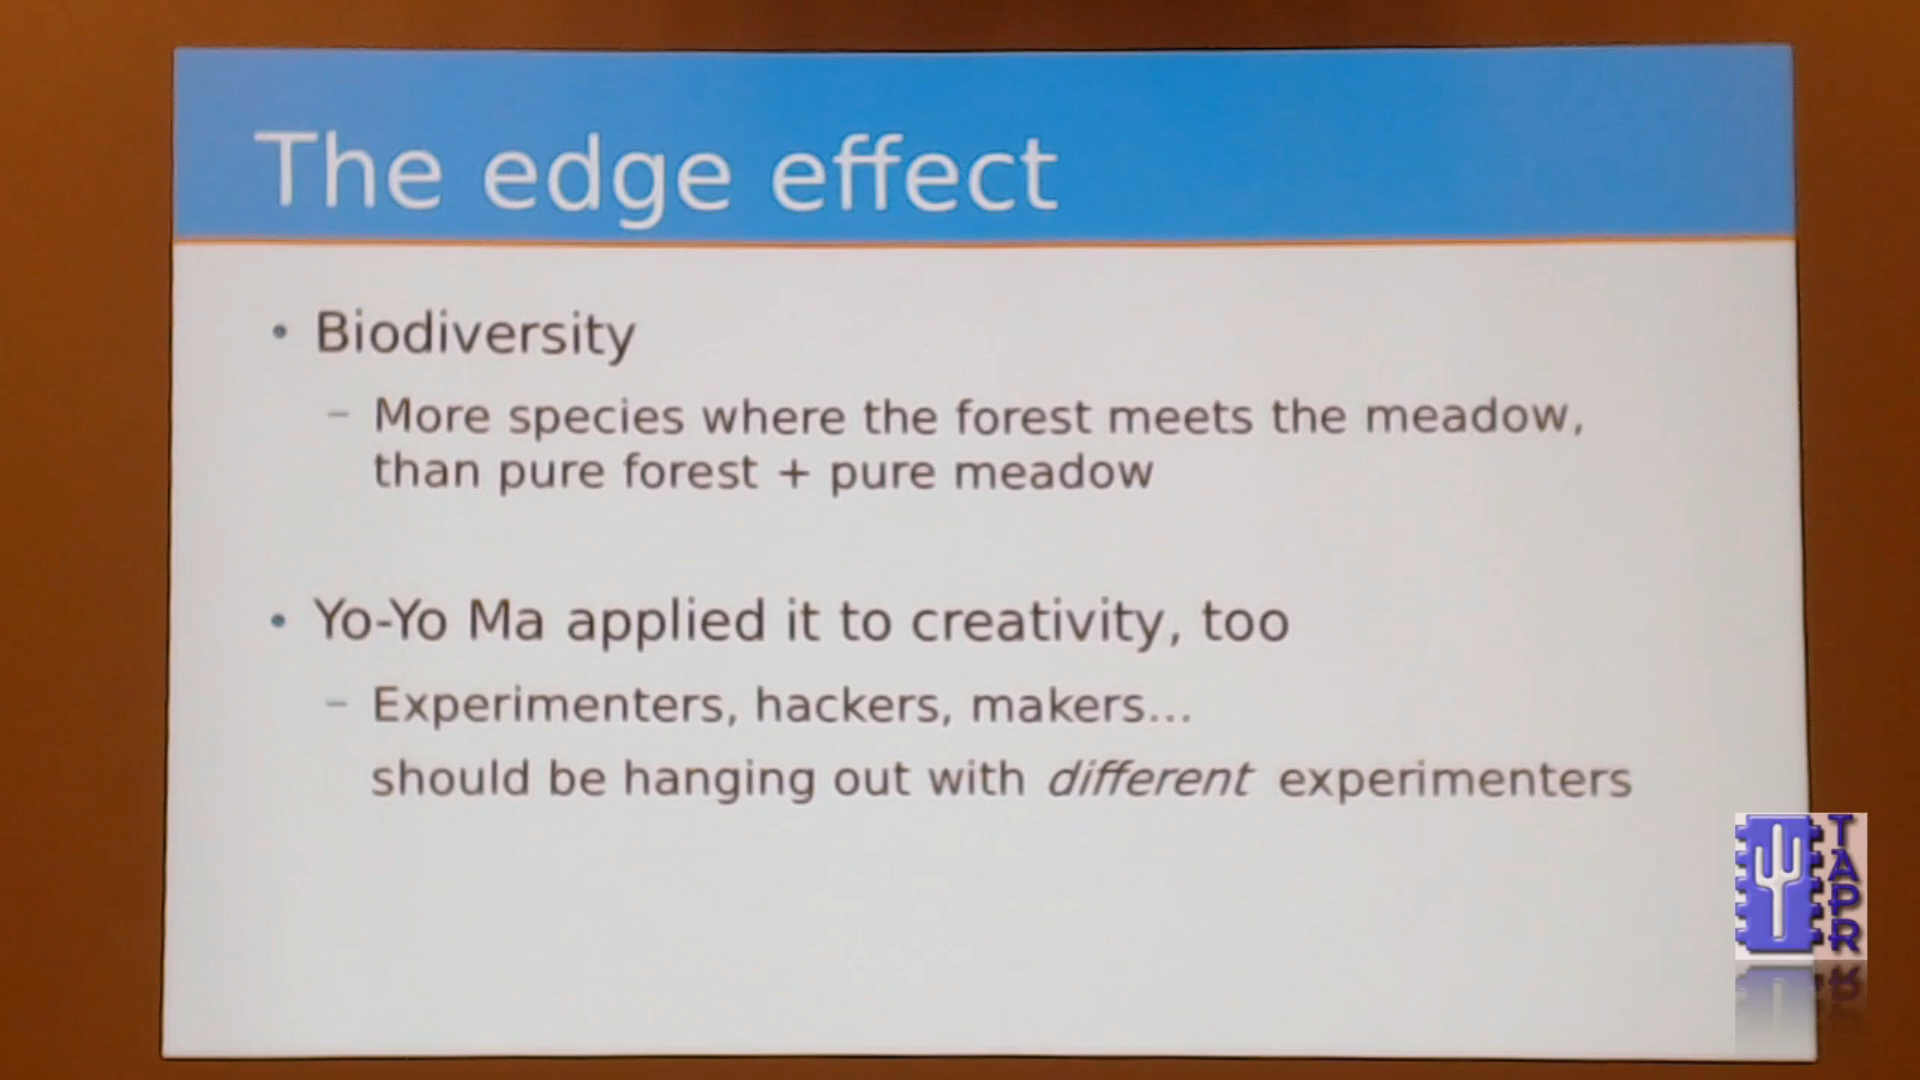 The edge effect
• Biodiversity
– More species where the forest meets the meadow,
than pure forest + pure meadow
• Yo-Yo Ma applied it to creativity, too
– Experimenters, hackers, makers...
should be hanging out with different experimenters
TAPR